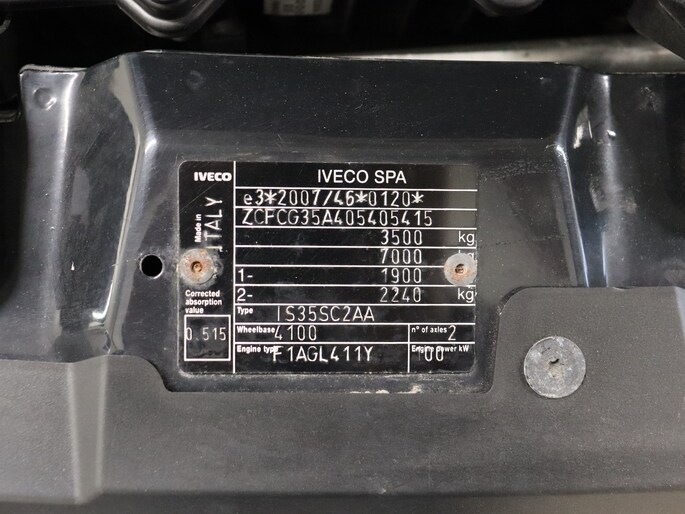 IVECO
IVECO SPA
e3*2007/46*0120*
ZCFCG35A405405415
3500 kg
7000
1- 1900
2- 2240 kg
Made in
ITALY
Corrected
absorption
value
0.515
Type IS35SC2AA
Wheelbase 4100 n° of axles 2
Engine type F1AGL411Y Engine power kW 100